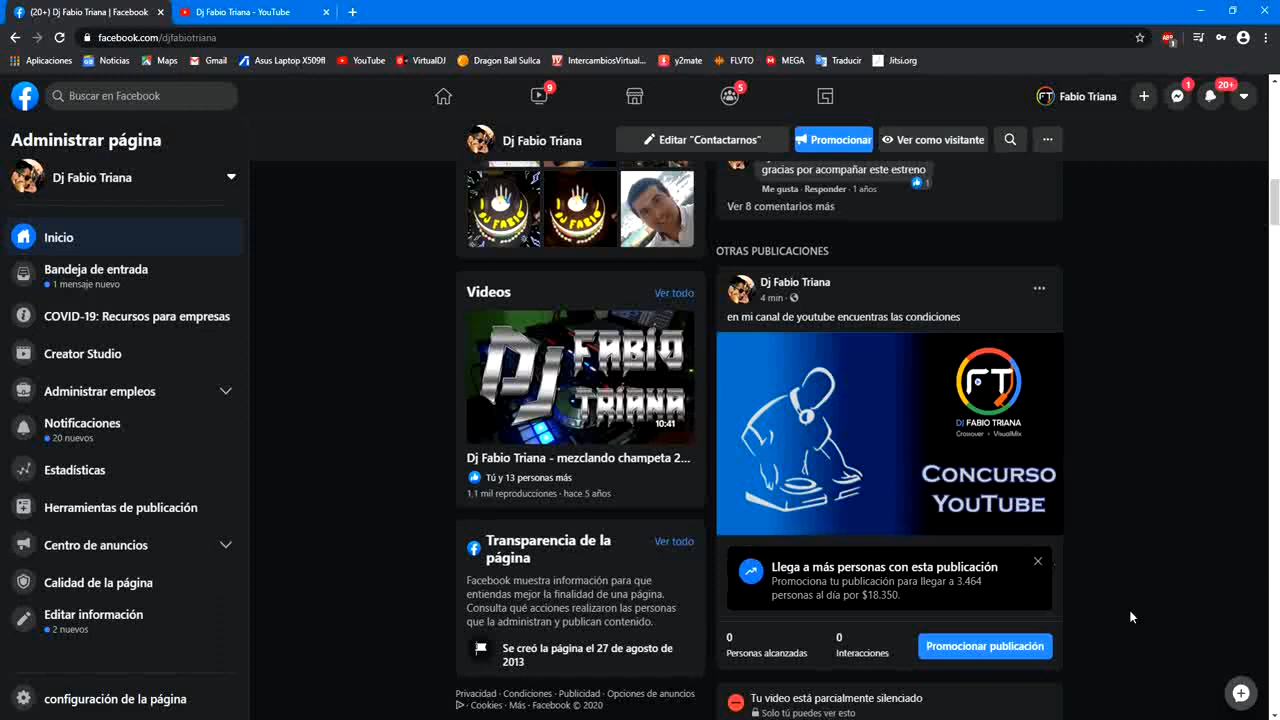 (20+) Dj Fabio Triana | Facebook
Dj Fabio Triana - YouTube
facebook.com/djfabiotriana
Aplicaciones
Noticias
Maps
Gmail
Asus Laptop X509fl
YouTube
VirtualDJ
Dragon Ball Sullca
IntercambiosVirtual...
y2mate
FLVTO
MEGA
Traducir
Jitsi.org
Buscar en Facebook
9
5
Fabio Triana
1
20+
Administrar página
Dj Fabio Triana
Inicio
Bandeja de entrada
1 mensaje nuevo
COVID-19: Recursos para empresas
Creator Studio
Administrar empleos
Notificaciones
20 nuevos
Estadísticas
Herramientas de publicación
Centro de anuncios
Calidad de la página
Editar información
2 nuevos
configuración de la página
Dj Fabio Triana
Editar "Contactarnos"
Promocionar
Ver como visitante
DJ FABIO
DJ FABIO
Videos
Ver todo
DJ FABIO
TRIANA
10:41
Dj Fabio Triana - mezclando champeta 2...
Tú y 13 personas más
1,1 mil reproducciones · hace 5 años
Transparencia de la
página
Ver todo
Facebook muestra información para que
entiendas mejor la finalidad de una página.
Consulta qué acciones realizaron las personas
que la administran y publican contenido.
Se creó la página el 27 de agosto de
2013
Privacidad · Condiciones · Publicidad · Opciones de anuncios
· Cookies · Más · Facebook © 2020
gracias por acompañar este estreno
Me gusta · Responder · 1 años
1
Ver 8 comentarios más
OTRAS PUBLICACIONES
Dj Fabio Triana
4 min ·
en mi canal de youtube encuentras las condiciones
FT
DJ FABIO TRIANA
Crossover • VisualMix
CONCURSO
YOUTUBE
Llega a más personas con esta publicación
Promociona tu publicación para llegar a 3.464
personas al día por $18.350.
0
Personas alcanzadas
0
Interacciones
Promocionar publicación
Tu video está parcialmente silenciado
Solo tú puedes ver esto